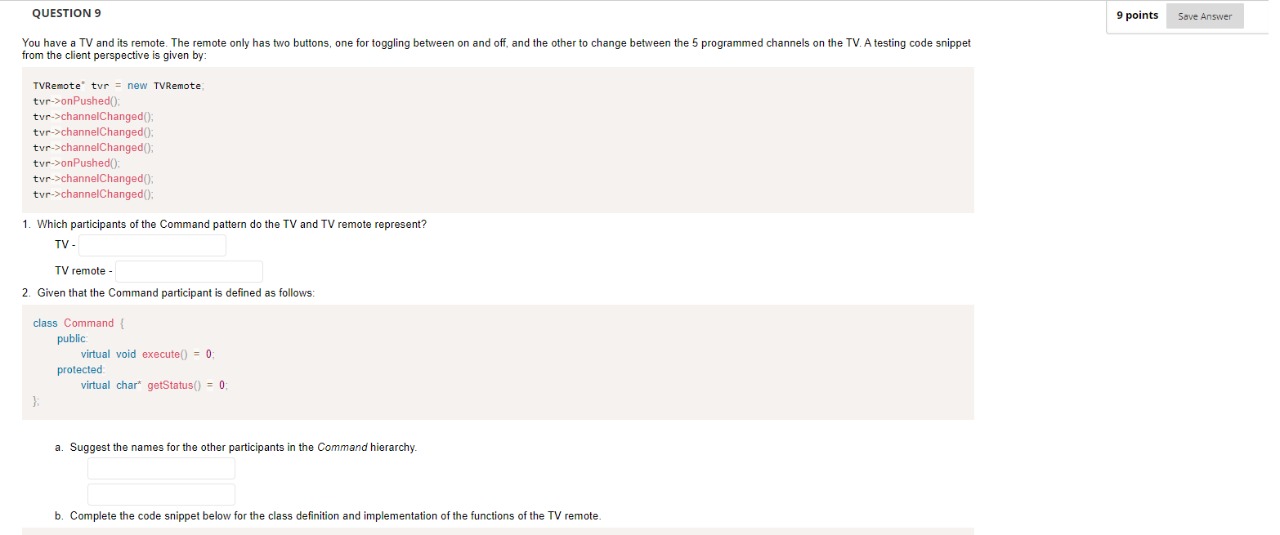 QUESTION 9
9 points
Save Answer
You have a TV and its remote. The remote only has two buttons, one for toggling between on and off, and the other to change between the 5 programmed channels on the TV. A testing code snippet
from the client perspective is given by:
TVRemote* tvr = new TVRemote;
tvr->onPushed();
tvr->channelChanged();
tvr->channelChanged();
tvr->channelChanged();
tvr->onPushed();
tvr->channelChanged();
tvr->channelChanged();
1. Which participants of the Command pattern do the TV and TV remote represent?
TV -
TV remote -
2. Given that the Command participant is defined as follows:
class Command {
public:
virtual void execute() = 0;
protected:
virtual char* getStatus() = 0;
};
a. Suggest the names for the other participants in the Command hierarchy.
b. Complete the code snippet below for the class definition and implementation of the functions of the TV remote.